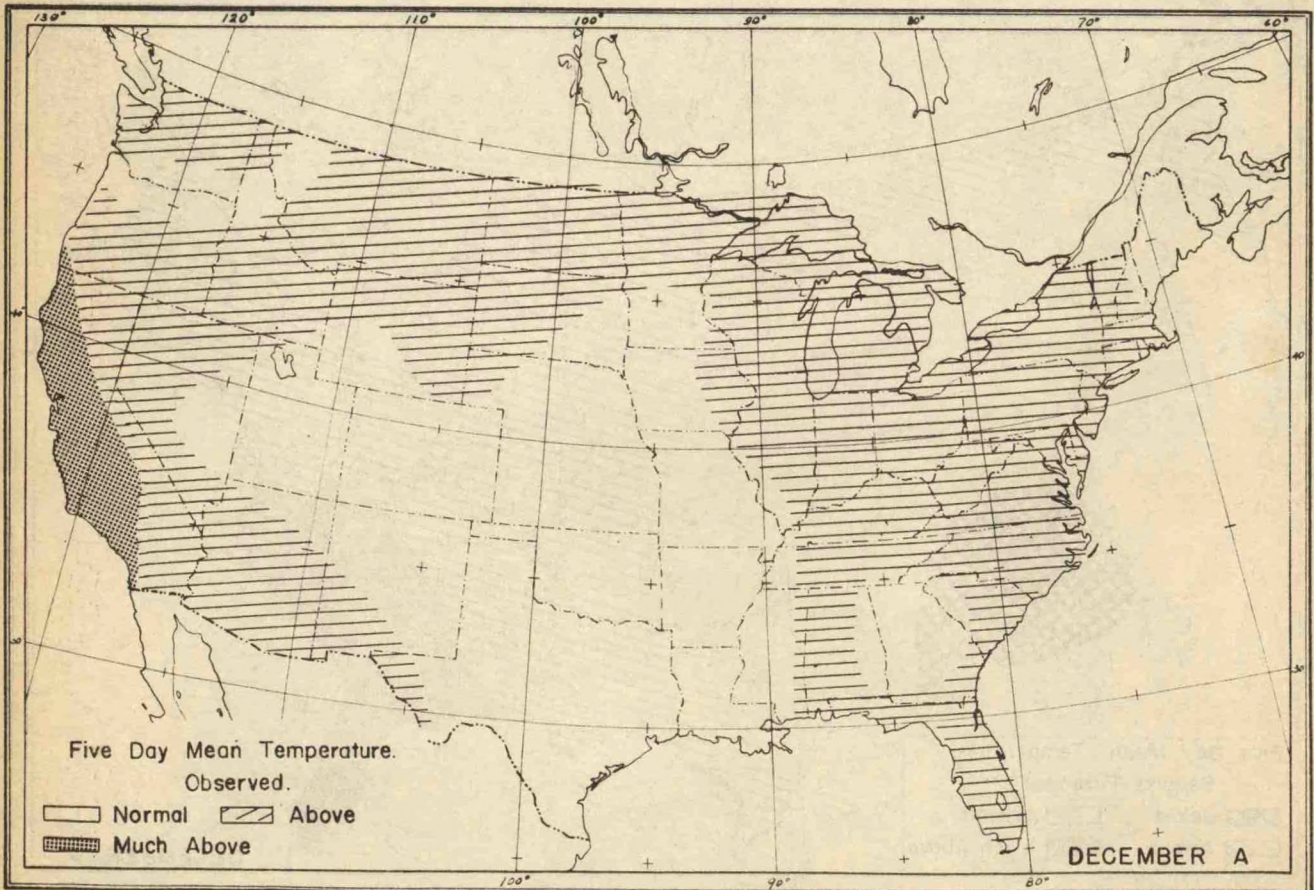 130° 120° 110° 100° 90° 80° 70° 60°
40 40
30 30
Five Day Mean Temperature.
Observed.
Normal Above
Much Above
DECEMBER A
100° 90° 80°